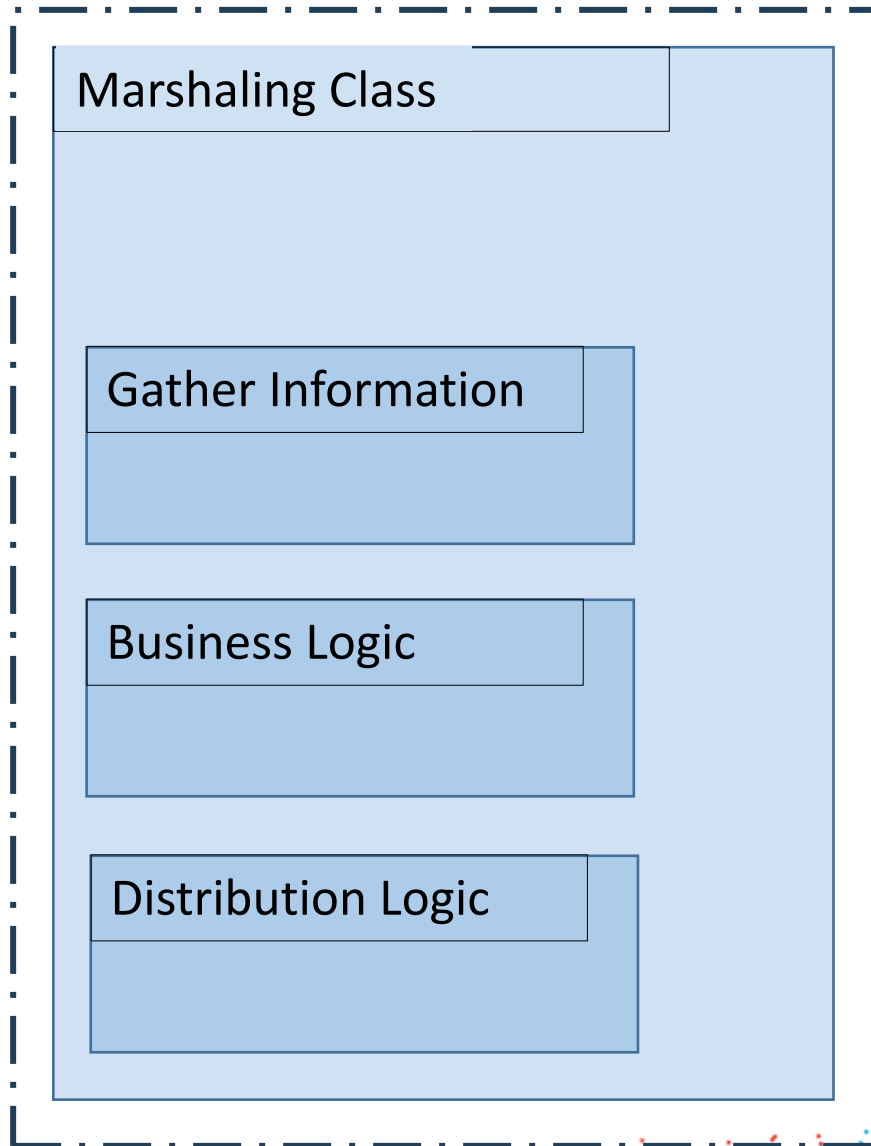 Marshaling Class
Gather Information
Business Logic
Distribution Logic